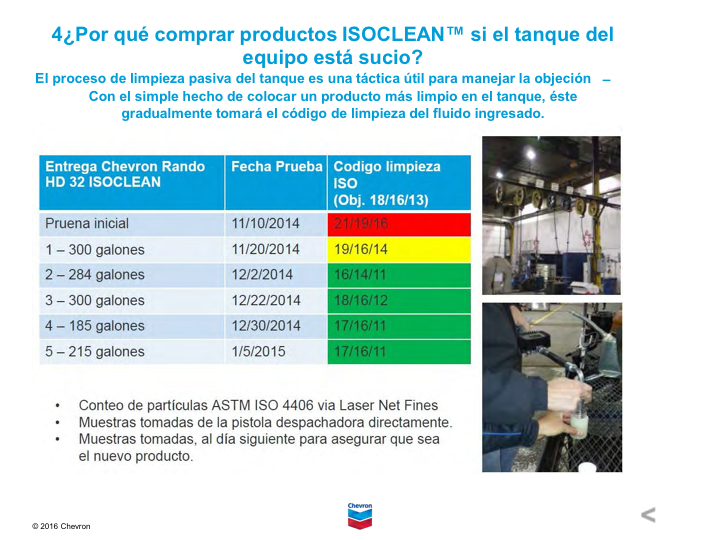 4¿Por qué comprar productos ISOCLEAN™ si el tanque del
equipo está sucio?
El proceso de limpieza pasiva del tanque es una táctica útil para manejar la objeción –
Con el simple hecho de colocar un producto más limpio en el tanque, éste
gradualmente tomará el código de limpieza del fluido ingresado.
Entrega Chevron Rando HD 32 ISOCLEAN Fecha Prueba Codigo limpieza ISO (Obj. 18/16/13)
Pruena inicial 11/10/2014 21/19/16
1 – 300 galones 11/20/2014 19/16/14
2 – 284 galones 12/2/2014 16/14/11
3 – 300 galones 12/22/2014 18/16/12
4 – 185 galones 12/30/2014 17/16/11
5 – 215 galones 1/5/2015 17/16/11
• Conteo de partículas ASTM ISO 4406 via Laser Net Fines
• Muestras tomadas de la pistola despachadora directamente.
• Muestras tomadas, al día siguiente para asegurar que sea
el nuevo producto.
© 2016 Chevron
Chevron
<